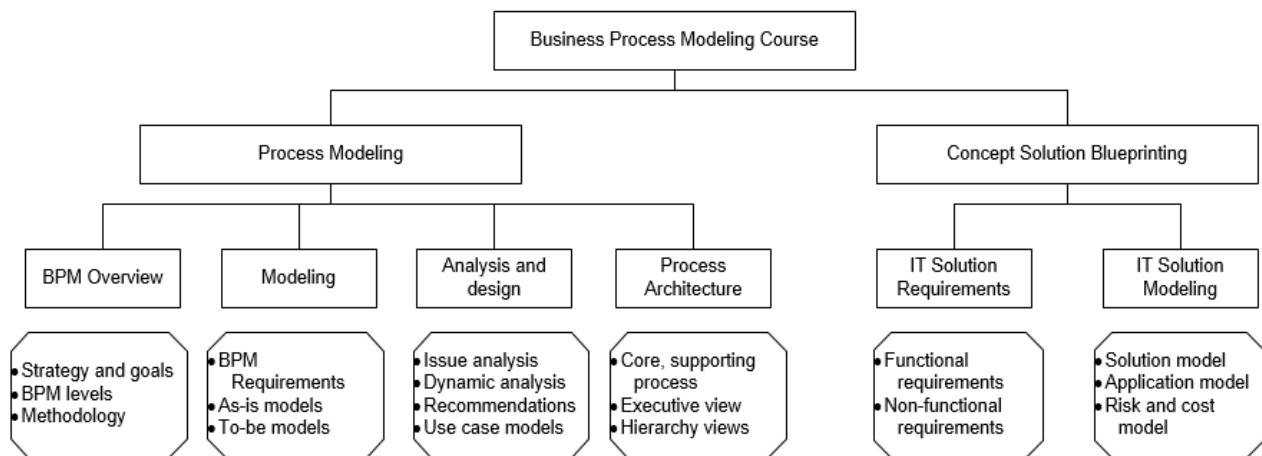 Business Process Modeling Course
Process Modeling
Concept Solution Blueprinting
BPM Overview
Modeling
Analysis and
design
Process
Architecture
IT Solution
Requirements
IT Solution
Modeling
• Strategy and goals
• BPM levels
• Methodology
• BPM
Requirements
• As-is models
• To-be models
• Issue analysis
• Dynamic analysis
• Recommendations
• Use case models
• Core, supporting
process
• Executive view
• Hierarchy views
• Functional
requirements
• Non-functional
requirements
• Solution model
• Application model
• Risk and cost
model